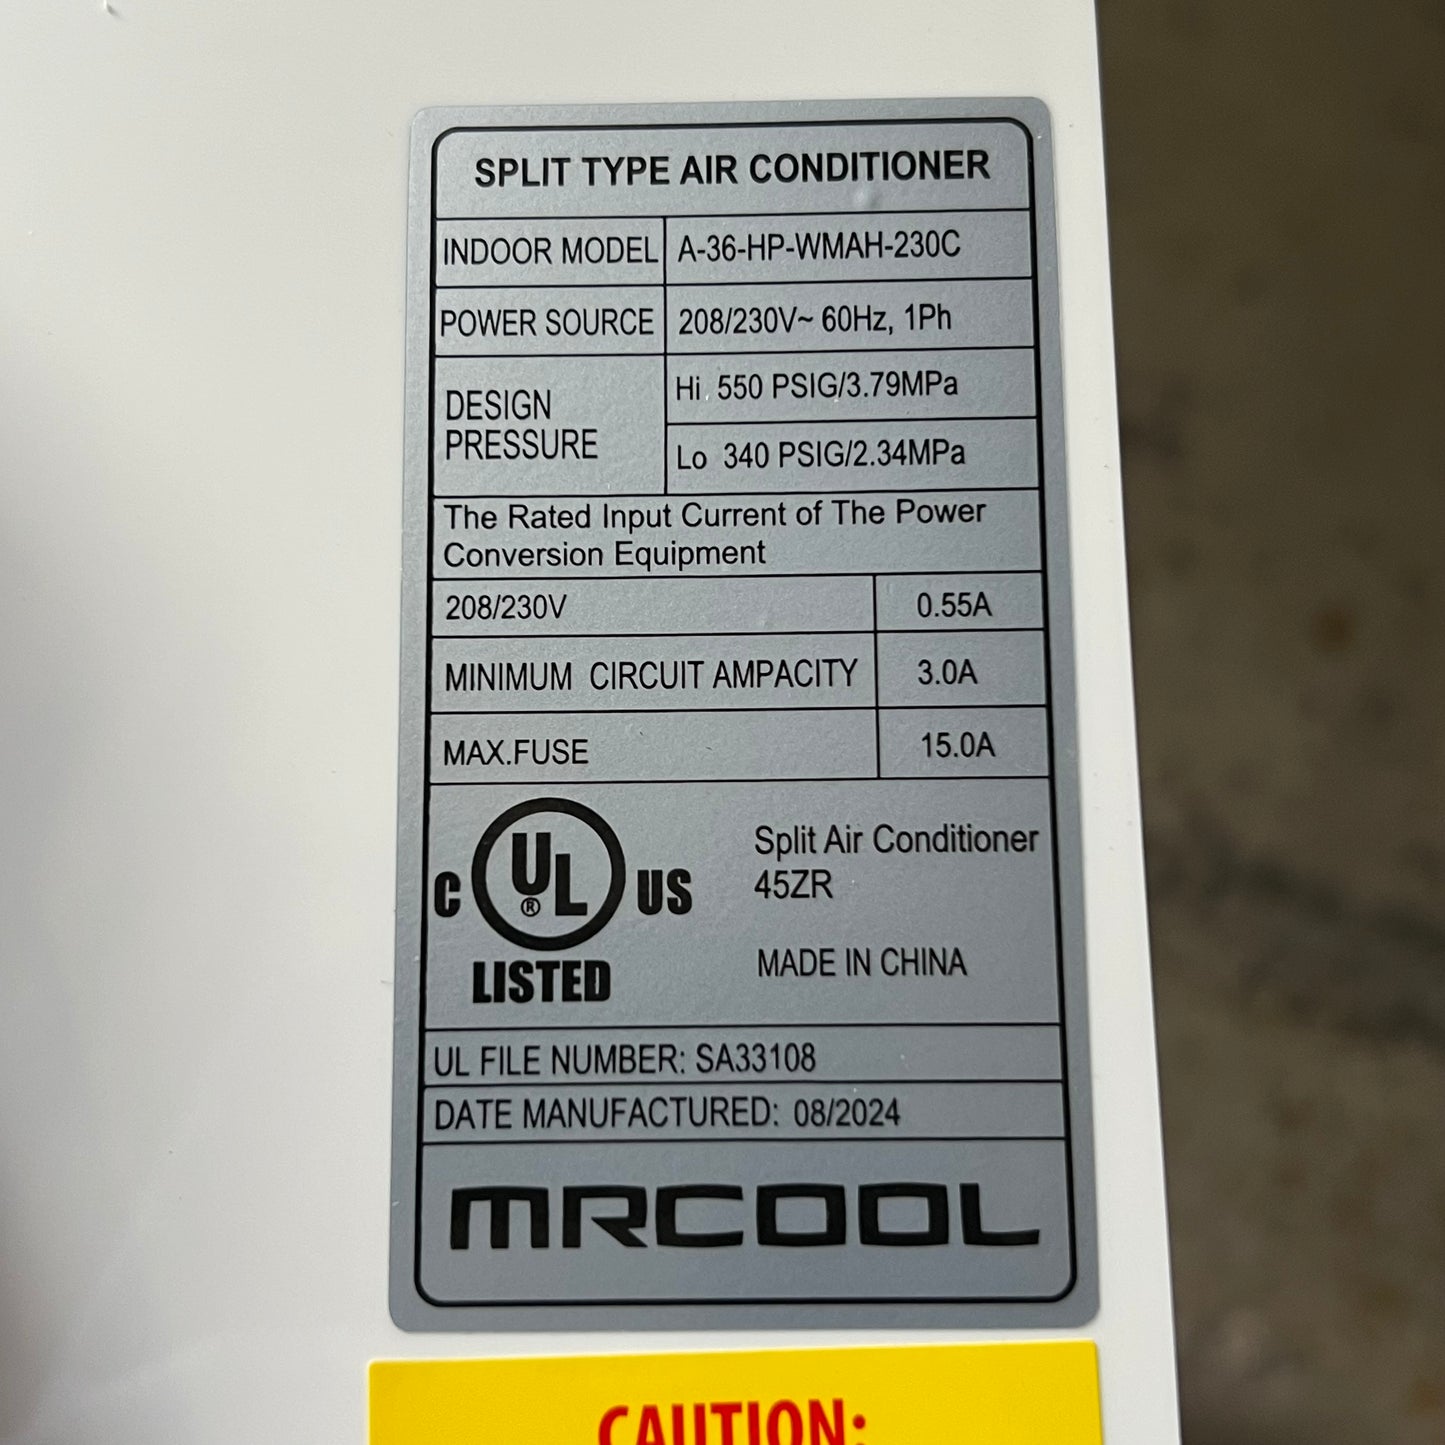 SPLIT TYPE AIR CONDITIONER
INDOOR MODEL A-36-HP-WMAH-230C
POWER SOURCE 208/230V~ 60Hz, 1Ph
DESIGN PRESSURE
Hi 550 PSIG/3.79MPa
Lo 340 PSIG/2.34MPa
The Rated Input Current of The Power
Conversion Equipment
208/230V 0.55A
MINIMUM CIRCUIT AMPACITY 3.0A
MAX.FUSE 15.0A
C UL® US
LISTED
Split Air Conditioner
45ZR
MADE IN CHINA
UL FILE NUMBER: SA33108
DATE MANUFACTURED: 08/2024
MRCOOL
CAUTION: